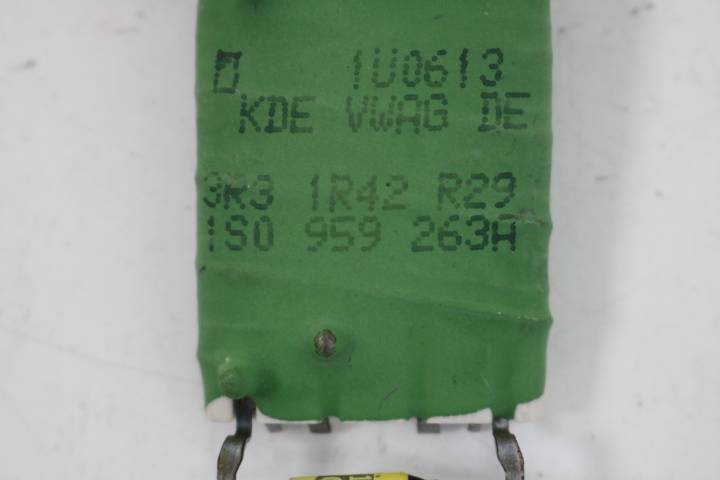 1U0613
KDE VWAG DE
3R3 1R42 R29
1S0 959 263A